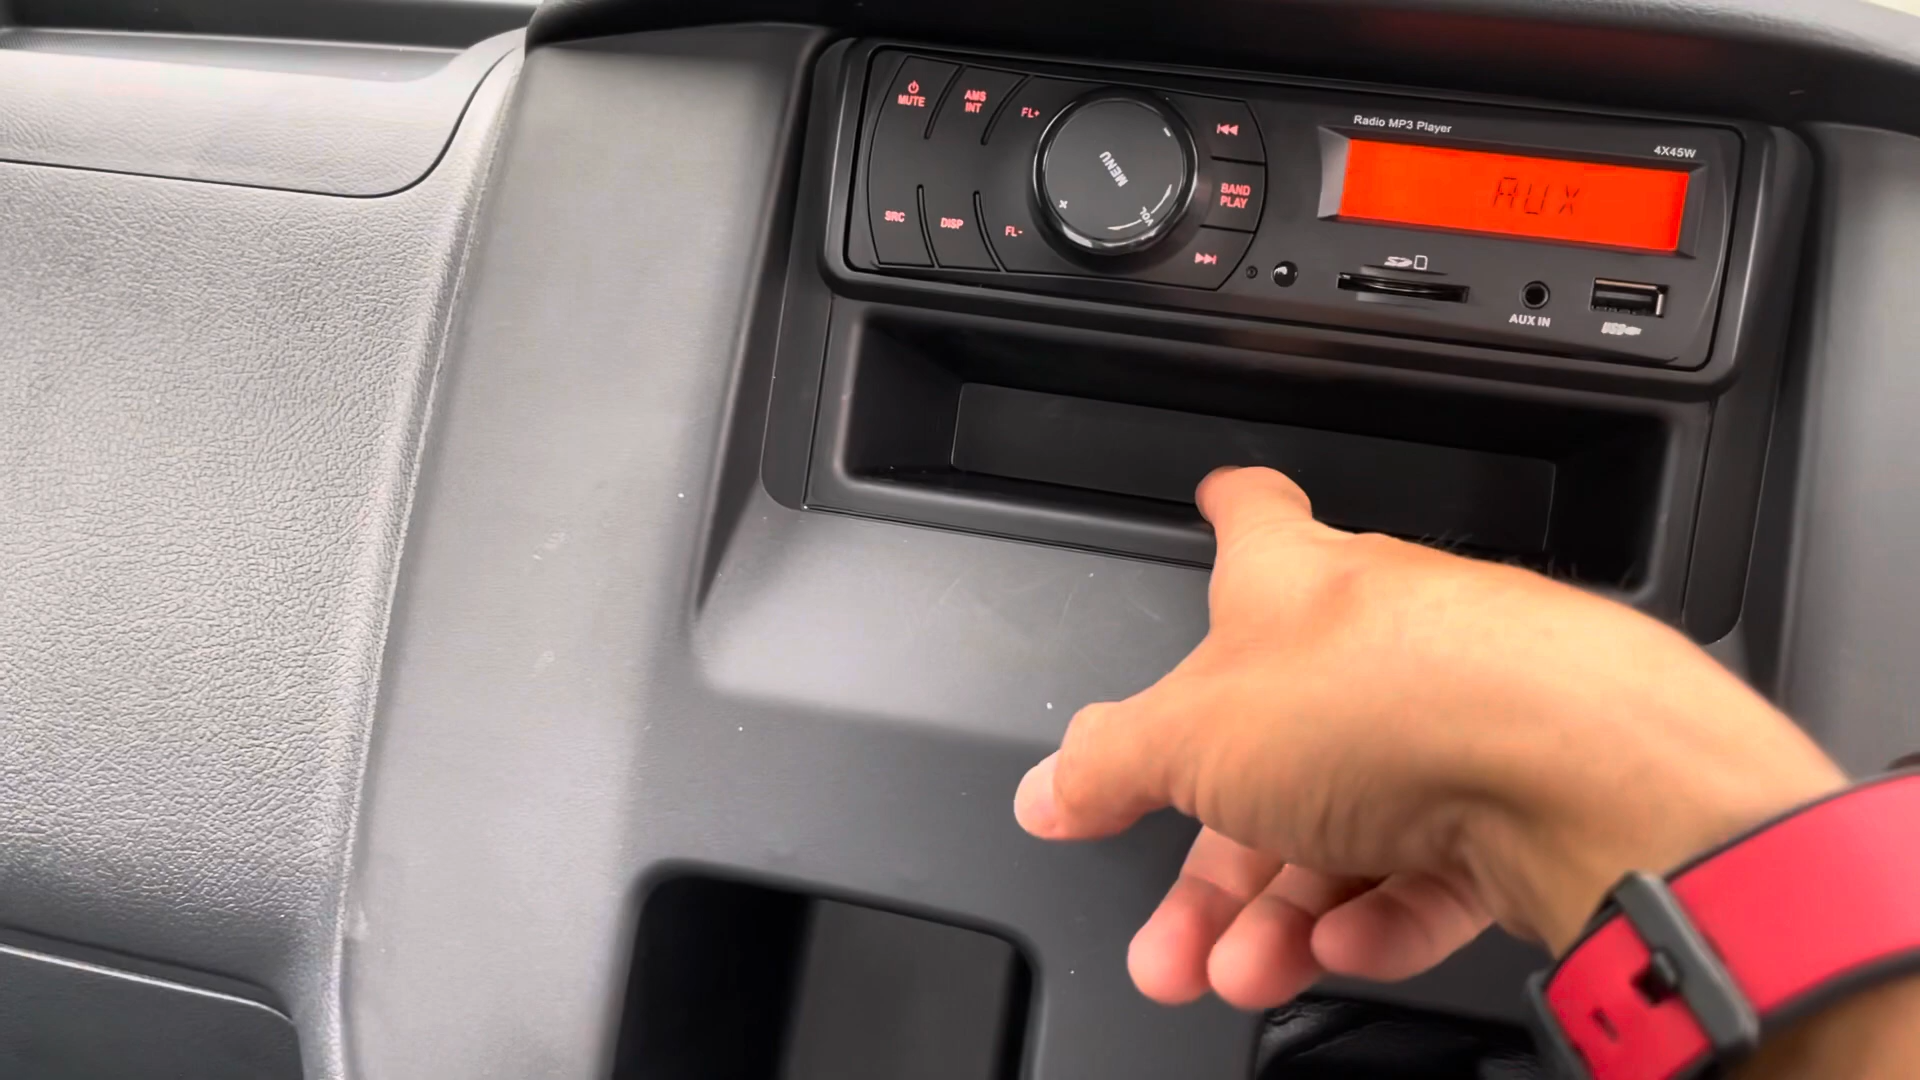 MUTE
AMS
INT
FL+
SRC
DISP
FL-
MENU
VOL
BAND
PLAY
Radio MP3 Player
4X45W
AUX
SD
AUX IN
USB